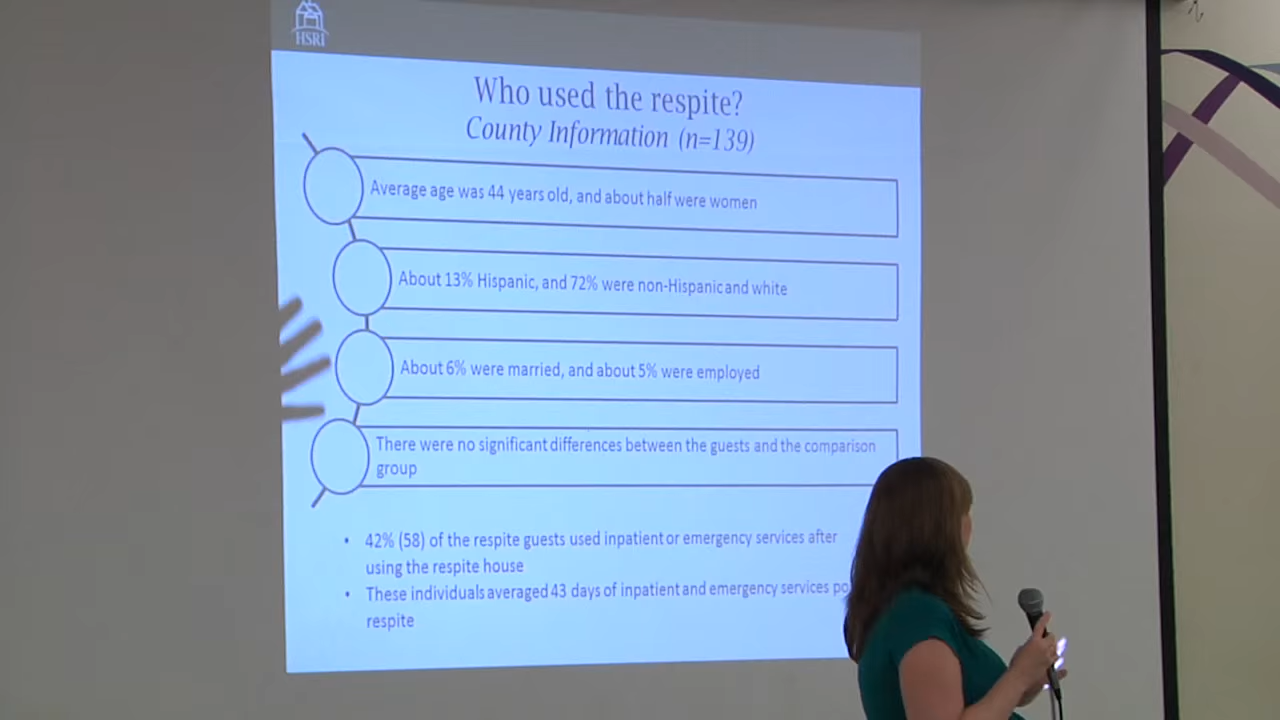 HSRI
Who used the respite?
County Information (n=139)
Average age was 44 years old, and about half were women
About 13% Hispanic, and 72% were non-Hispanic and white
About 6% were married, and about 5% were employed
There were no significant differences between the guests and the comparison
group
• 42% (58) of the respite guests used inpatient or emergency services after
using the respite house
• These individuals averaged 43 days of inpatient and emergency services
respite